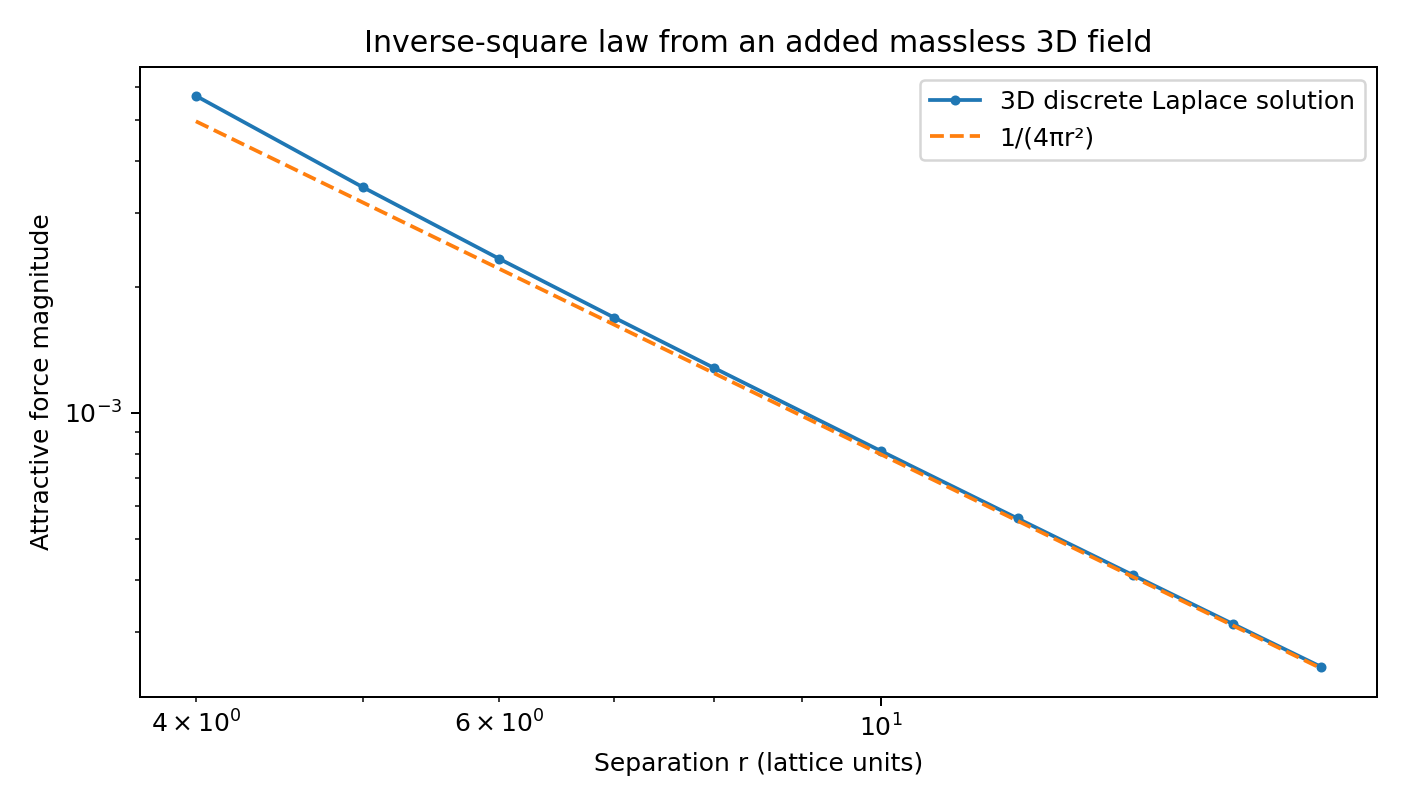 Inverse-square law from an added massless 3D field
3D discrete Laplace solution
1/(4πr²)
Attractive force magnitude
10⁻³
4 × 10⁰
6 × 10⁰
10¹
Separation r (lattice units)